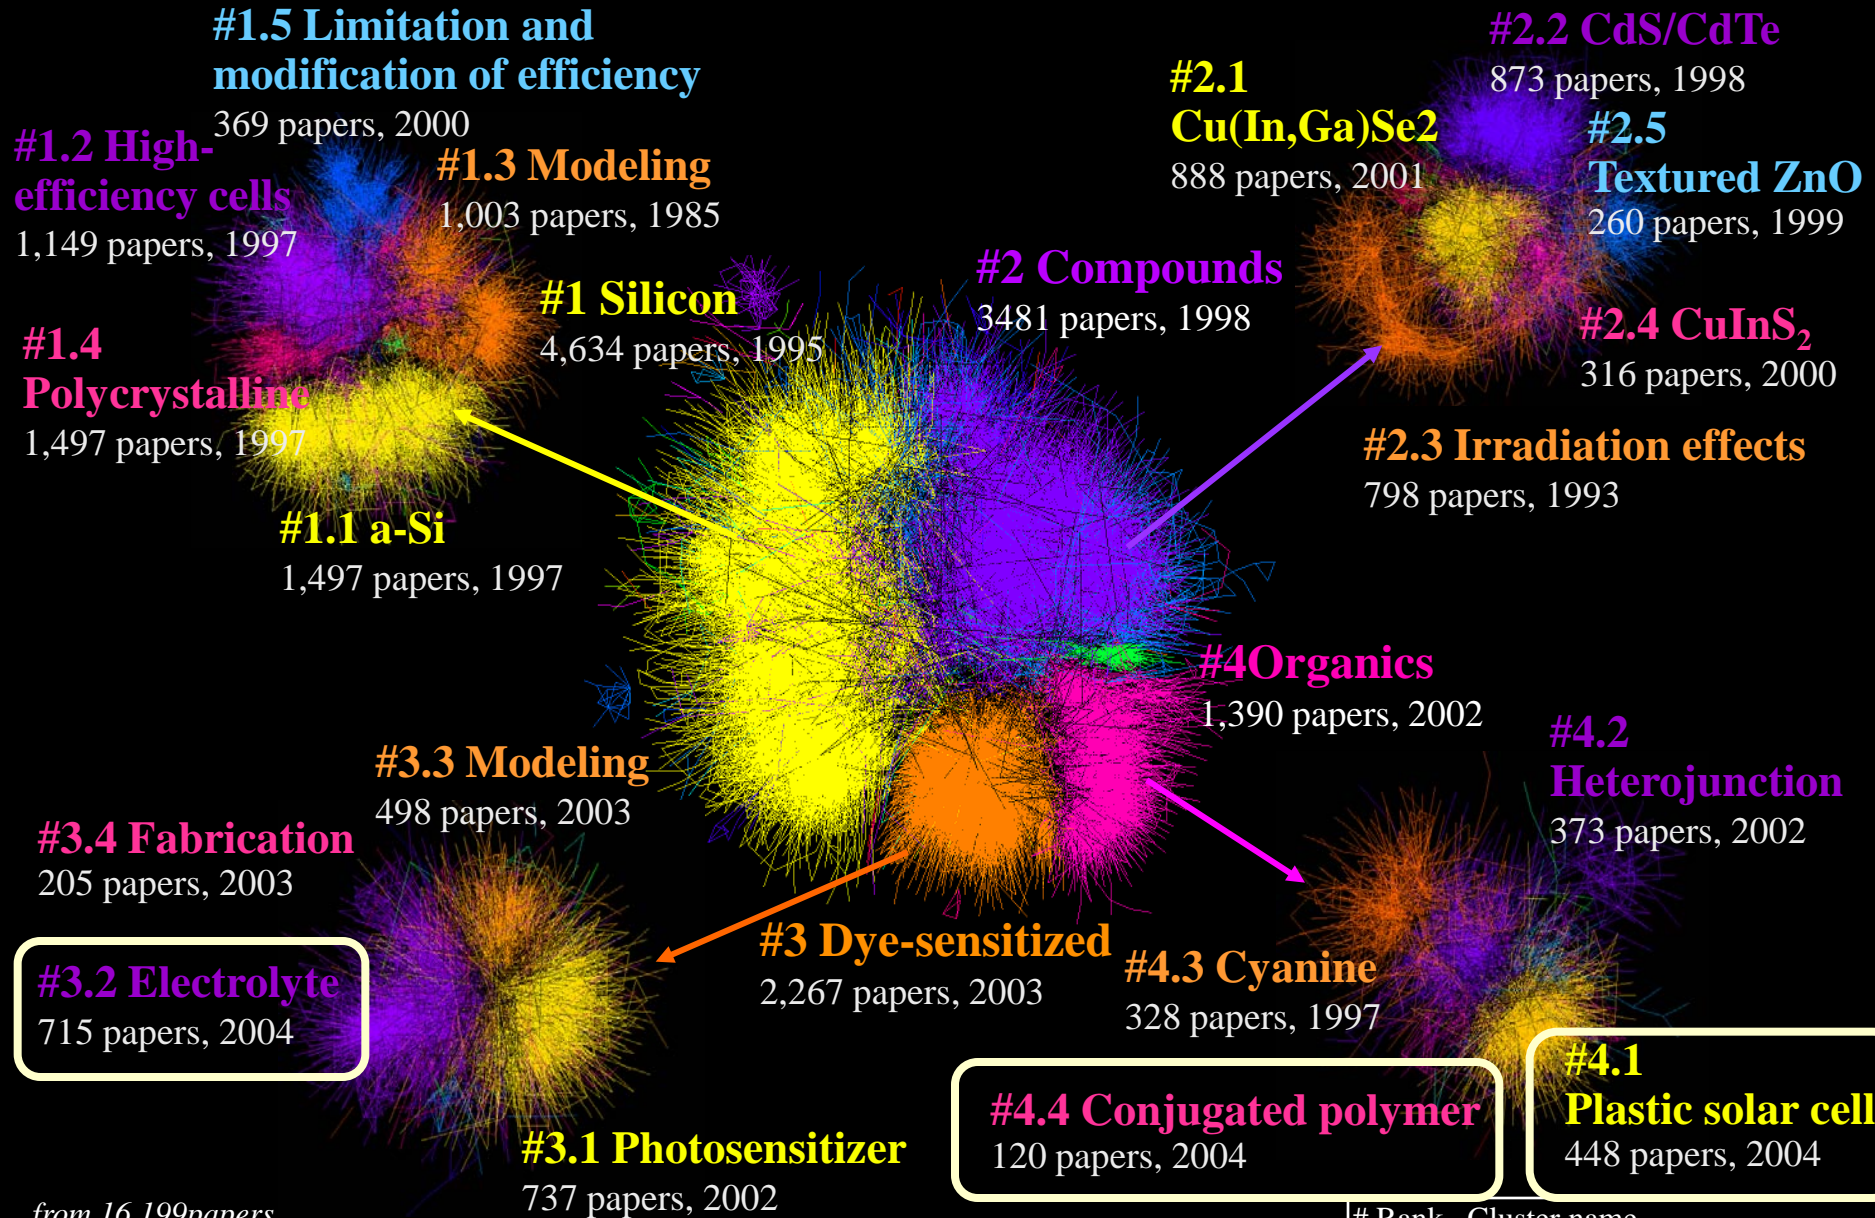 #1.5 Limitation and
modification of efficiency
369 papers, 2000
#1.2 High-
efficiency cells
1,149 papers, 1997
#1.3 Modeling
1,003 papers, 1985
#1 Silicon
4,634 papers, 1995
#1.4
Polycrystalline
1,497 papers, 1997
#1.1 a-Si
1,497 papers, 1997
#2 Compounds
3481 papers, 1998
#2.1
Cu(In,Ga)Se2
888 papers, 2001
#2.2 CdS/CdTe
873 papers, 1998
#2.5
Textured ZnO
260 papers, 1999
#2.4 CuInS₂
316 papers, 2000
#2.3 Irradiation effects
798 papers, 1993
#4Organics
1,390 papers, 2002
#4.2
Heterojunction
373 papers, 2002
#3.3 Modeling
498 papers, 2003
#3.4 Fabrication
205 papers, 2003
#3.2 Electrolyte
715 papers, 2004
#3 Dye-sensitized
2,267 papers, 2003
#4.3 Cyanine
328 papers, 1997
#3.1 Photosensitizer
737 papers, 2002
#4.4 Conjugated polymer
120 papers, 2004
#4.1
Plastic solar cell
448 papers, 2004
from 16,199papers
# Rank Cluster name